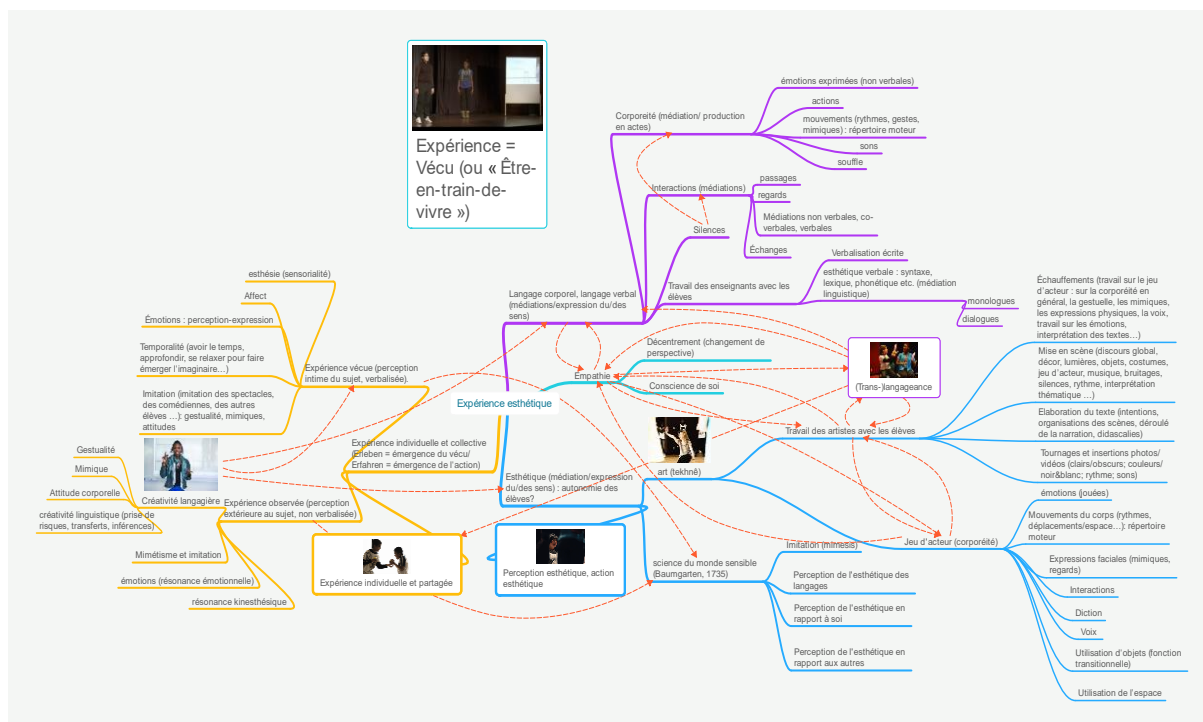 Expérience =
Vécu (ou « Être-
en-train-de-
vivre »)
Corporeité (médiation/ production
en actes)
émotions exprimées (non verbales)
actions
mouvements (rythmes, gestes,
mimiques) : répertoire moteur
sons
souffle
Interactions (médiations)
passages
regards
Médiations non verbales, co-
verbales, verbales
Échanges
Silences
Travail des enseignants avec les
élèves
Verbalisation écrite
esthétique verbale : syntaxe,
lexique, phonétique etc. (médiation
linguistique)
monologues
dialogues
Langage corporel, langage verbal
(médiations/expression du/des
sens)
Décentrement (changement de
perspective)
Empathie
Conscience de soi
Expérience esthétique
(Trans-)langageance
Échauffements (travail sur le jeu
d'acteur : sur la corporéité en
général, la gestuelle, les mimiques,
les expressions physiques, la voix,
travail sur les émotions,
interprétation des textes…)
Mise en scène (discours global,
décor, lumières, objets, costumes,
jeu d'acteur, musique, bruitages,
silences, rythme, interprétation
thématique …)
Travail des artistes avec les élèves
Elaboration du texte (intentions,
organisations des scènes, déroulé
de la narration, didascalies)
Tournages et insertions photos/
vidéos (clairs/obscurs; couleurs/
noir&blanc; rythme; sons)
art (tekhnê)
Esthétique (médiation/expression
du/des sens) : autonomie des
élèves?
émotions (jouées)
Mouvements du corps (rythmes,
déplacements/espace…): répertoire
moteur
Jeu d'acteur (corporéité)
Expressions faciales (mimiques,
regards)
Interactions
Diction
Voix
Utilisation d'objets (fonction
transitionnelle)
Utilisation de l'espace
science du monde sensible
(Baumgarten, 1735)
Imitation (mimesis)
Perception de l'esthétique des
langages
Perception de l'esthétique en
rapport à soi
Perception de l'esthétique en
rapport aux autres
Perception esthétique, action
esthétique
Expérience individuelle et partagée
esthésie (sensorialité)
Affect
Émotions : perception-expression
Temporalité (avoir le temps,
approfondir, se relaxer pour faire
émerger l'imaginaire…)
Expérience vécue (perception
intime du sujet, verbalisée).
Imitation (imitation des spectacles,
des comédiennes, des autres
élèves …): gestualité, mimiques,
attitudes
Expérience individuelle et collective
(Erleben = émergence du vécu/
Erfahren = émergence de l'action)
Gestualité
Mimique
Attitude corporelle
Créativité langagière
créativité linguistique (prise de
risques, transferts, inférences)
Expérience observée (perception
extérieure au sujet, non verbalisée)
Mimétisme et imitation
émotions (résonance émotionnelle)
résonance kinesthésique